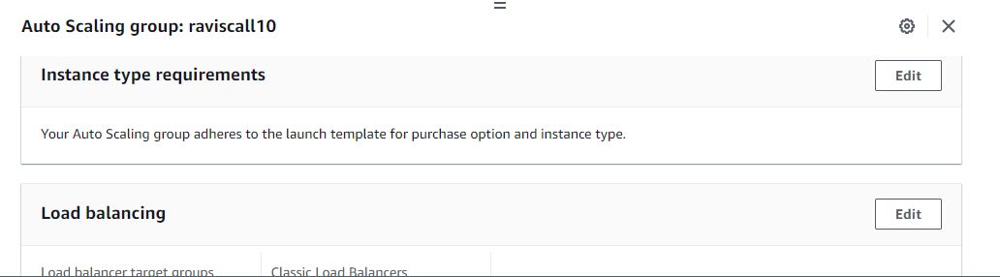 Auto Scaling group: raviscall10
Instance type requirements
Edit
Your Auto Scaling group adheres to the launch template for purchase option and instance type.
Load balancing
Edit
Load balancer target groups
Classic Load Balancers